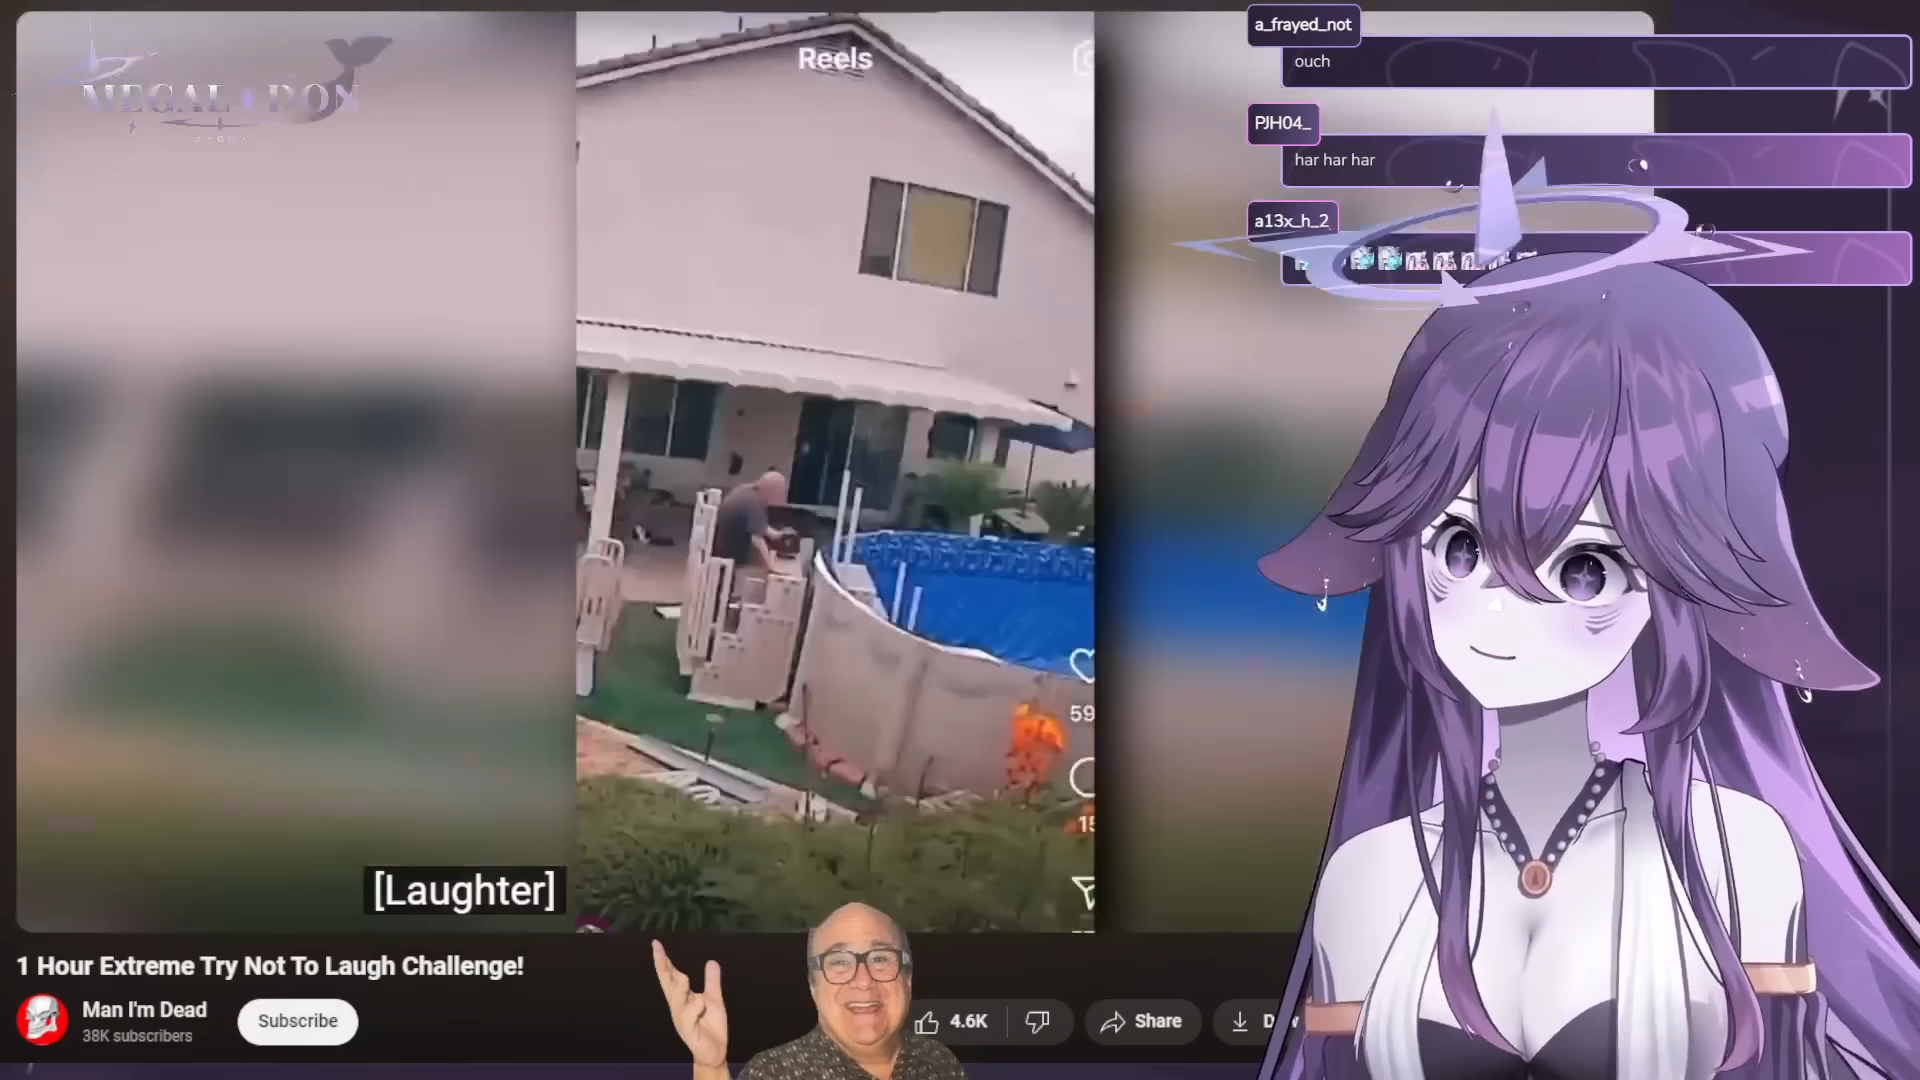 MEGALODON
Reels
a_frayed_not
ouch
PJH04_
har har har
a13x_h_2
59
15
[Laughter]
1 Hour Extreme Try Not To Laugh Challenge!
Man I'm Dead
38K subscribers
Subscribe
4.6K
Share